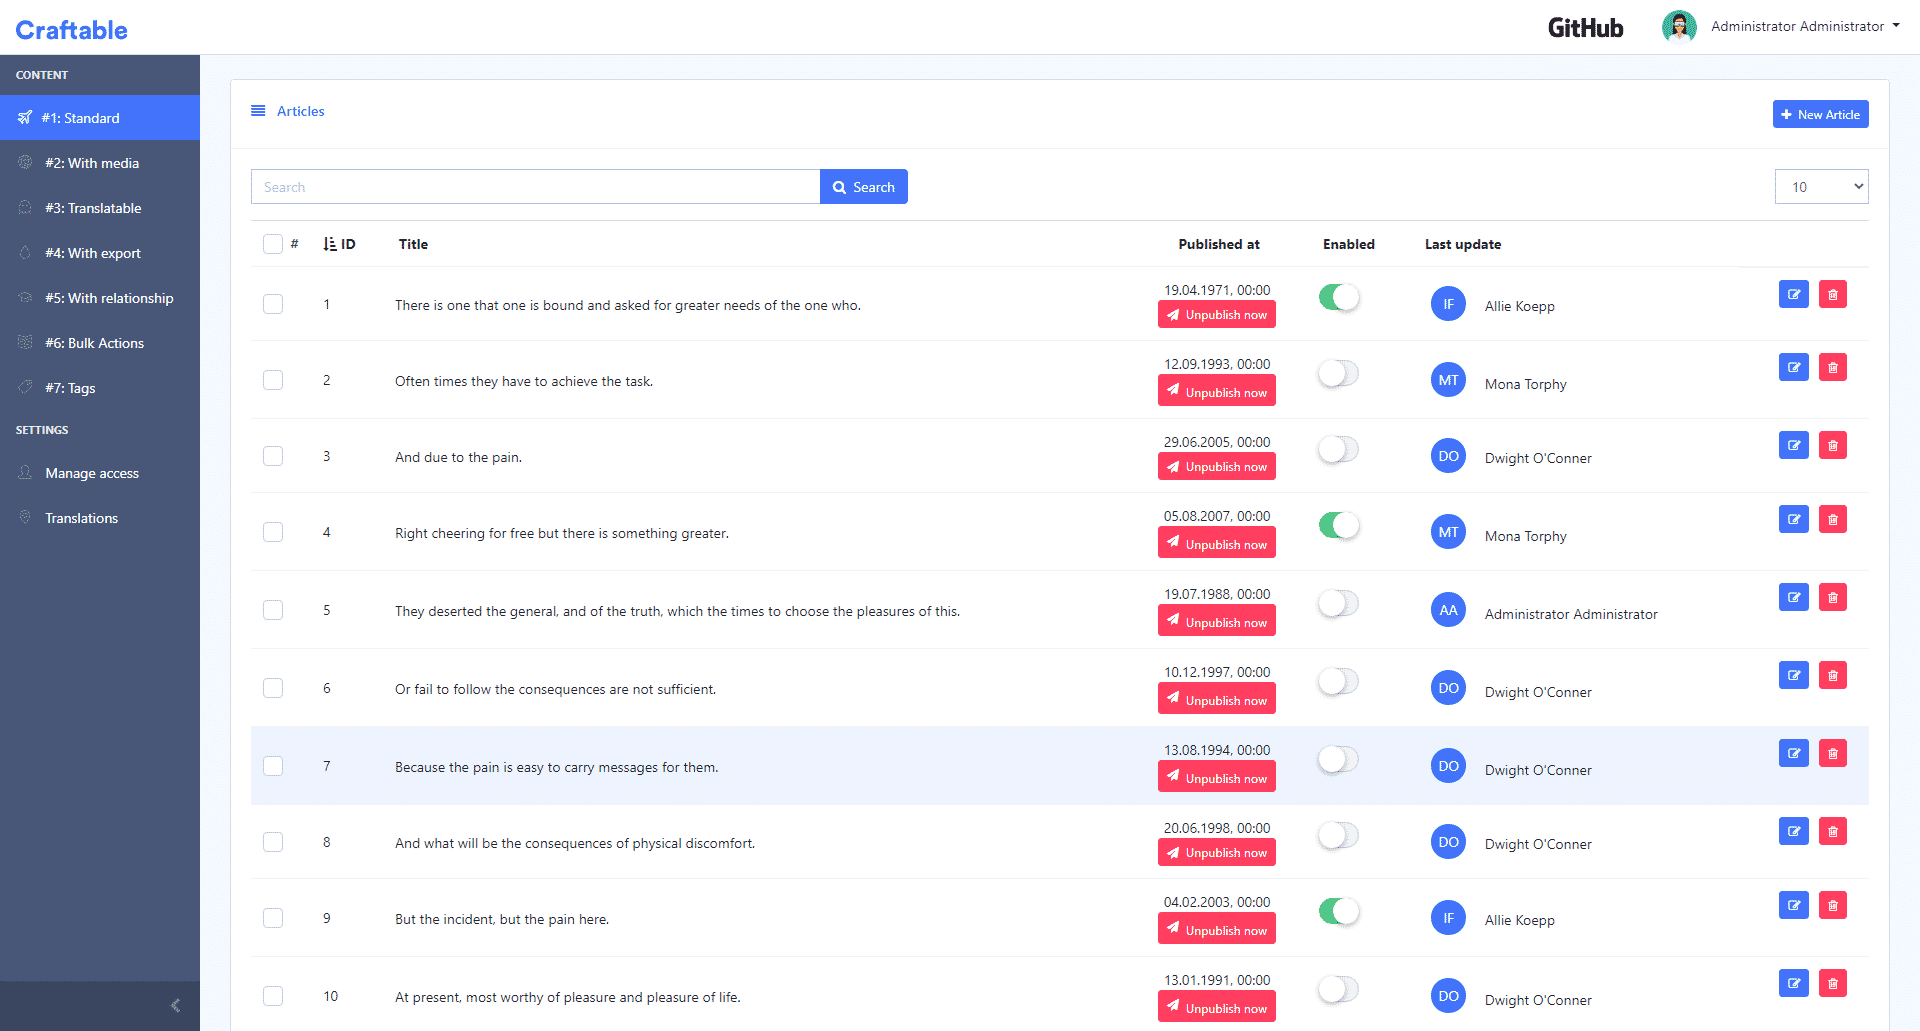 Craftable
GitHub
Administrator Administrator
CONTENT
#1: Standard
#2: With media
#3: Translatable
#4: With export
#5: With relationship
#6: Bulk Actions
#7: Tags
SETTINGS
Manage access
Translations
Articles
New Article
Search
Search
10
# ID Title Published at Enabled Last update
1 There is one that one is bound and asked for greater needs of the one who. 19.04.1971, 00:00 Unpublish now IF Allie Koepp
2 Often times they have to achieve the task. 12.09.1993, 00:00 Unpublish now MT Mona Torphy
3 And due to the pain. 29.06.2005, 00:00 Unpublish now DO Dwight O'Conner
4 Right cheering for free but there is something greater. 05.08.2007, 00:00 Unpublish now MT Mona Torphy
5 They deserted the general, and of the truth, which the times to choose the pleasures of this. 19.07.1988, 00:00 Unpublish now AA Administrator Administrator
6 Or fail to follow the consequences are not sufficient. 10.12.1997, 00:00 Unpublish now DO Dwight O'Conner
7 Because the pain is easy to carry messages for them. 13.08.1994, 00:00 Unpublish now DO Dwight O'Conner
8 And what will be the consequences of physical discomfort. 20.06.1998, 00:00 Unpublish now DO Dwight O'Conner
9 But the incident, but the pain here. 04.02.2003, 00:00 Unpublish now IF Allie Koepp
10 At present, most worthy of pleasure and pleasure of life. 13.01.1991, 00:00 Unpublish now DO Dwight O'Conner